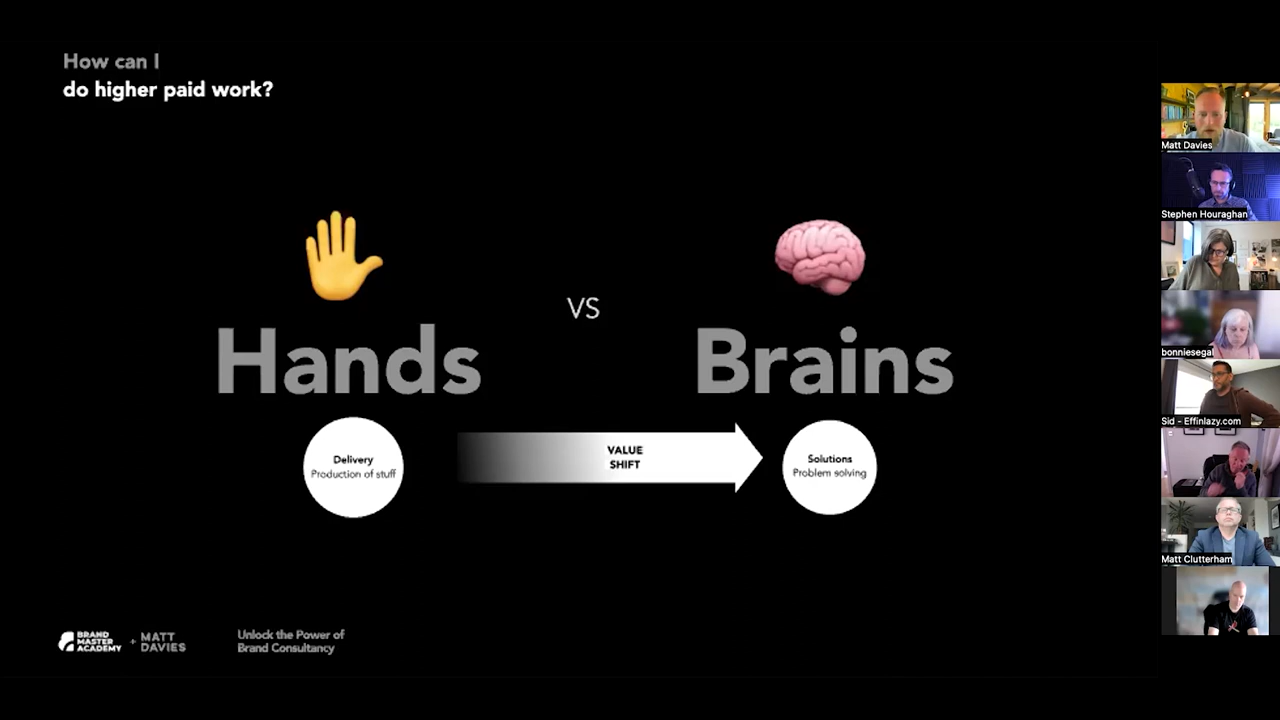 How can I
do higher paid work?
VS
Hands
Brains
Delivery
Production of stuff
VALUE
SHIFT
Solutions
Problem solving
BRAND
MASTER
ACADEMY
+
MATT
DAVIES
Unlock the Power of
Brand Consultancy
Matt Davies
Stephen Houraghan
bonniesegal
Sid - Effinlazy.com
Matt Clutterham